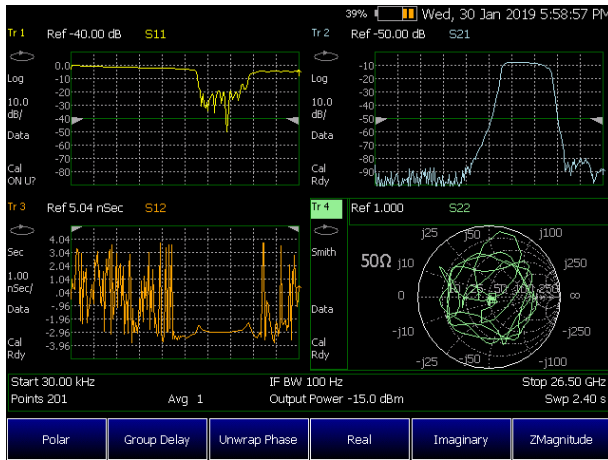 39% Wed, 30 Jan 2019 5:58:57 PM
Tr 1 Ref -40.00 dB S11
Log
10.0
dB/
Data
Cal
ON U?
0.0
-10
-20
-30
-40
-50
-60
-70
-80
Tr 2 Ref -50.00 dB S21
Log
10.0
dB/
Data
Cal
Rdy
-10
-20
-30
-40
-50
-60
-70
-80
-90
Tr 3 Ref 5.04 nSec S12
Sec
1.00
nSec/
Data
Cal
Rdy
4.04
3.04
2.04
1.04
.04
-.96
-1.96
-2.96
-3.96
Tr 4 Ref 1.000 S22
Smith
Data
Cal
Rdy
50Ω
j25 j50 j100
j10 j250
0 ∞
-j10 -j250
-j25 -j50 -j100
Start 30.00 kHz IF BW 100 Hz Stop 26.50 GHz
Points 201 Avg 1 Output Power -15.0 dBm Swp 2.40 s
Polar Group Delay Unwrap Phase Real Imaginary ZMagnitude